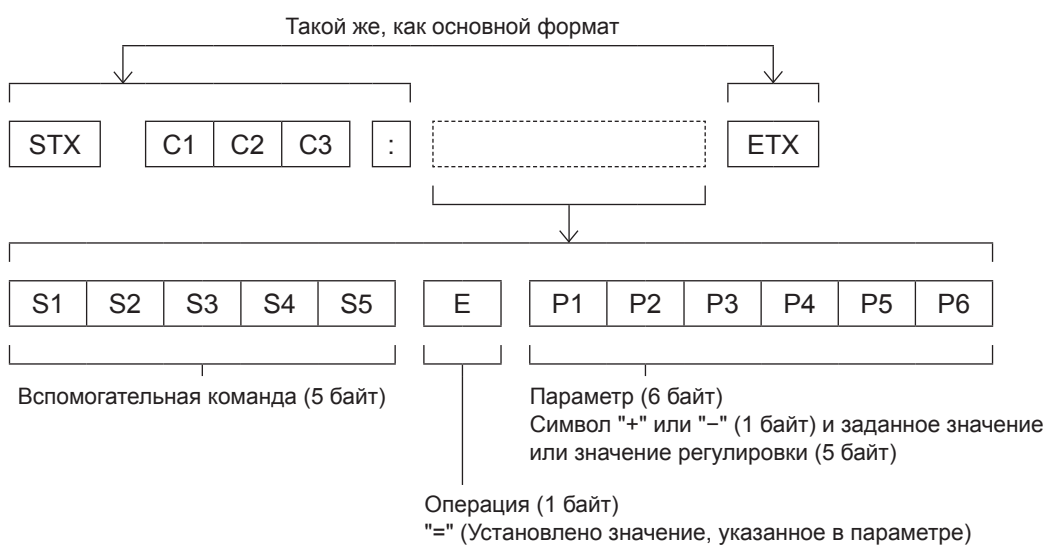 Такой же, как основной формат
STX C1 C2 C3 : ETX
S1 S2 S3 S4 S5 E P1 P2 P3 P4 P5 P6
Вспомогательная команда (5 байт)
Параметр (6 байт)
Символ "+" или "−" (1 байт) и заданное значение
или значение регулировки (5 байт)
Операция (1 байт)
"=" (Установлено значение, указанное в параметре)